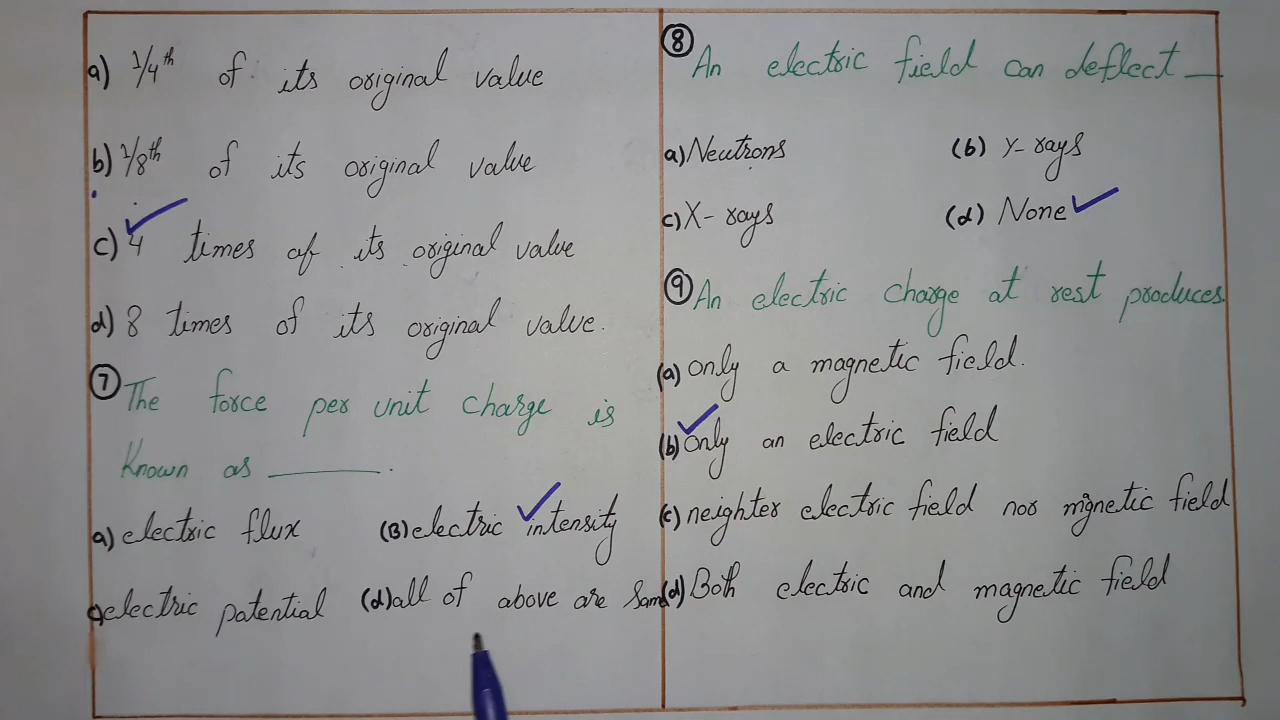 a) 1/4th of its original value
b) 1/8th of its original value
c) 4 times of its original value
d) 8 times of its original value.
7 The force per unit charge is
known as ________.
a) electric flux (B) electric intensity
c) electric potential (d) all of above are same
8 An electric field can deflect __
a) Neutrons (b) γ-rays
c) X-rays (d) None
9 An electric charge at rest produces.
(a) only a magnetic field.
(b) only an electric field
(c) neighter electric field nor mgnetic field
(d) Both electric and magnetic field